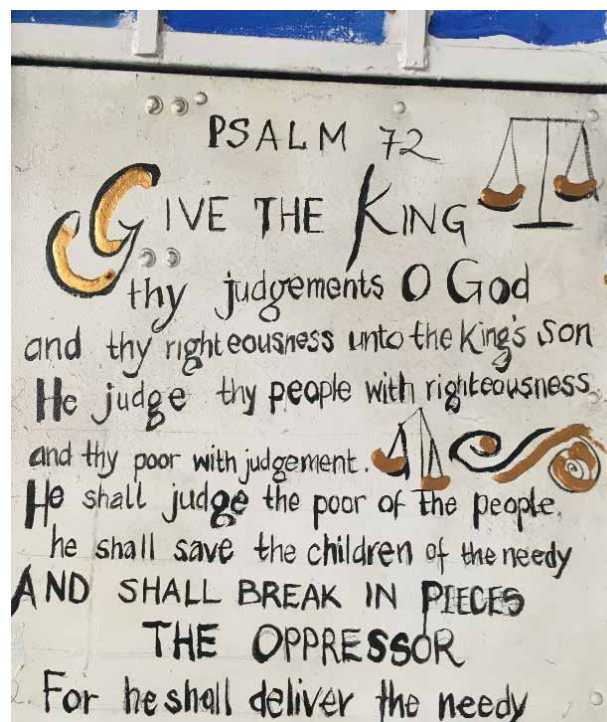 PSALM 72
GIVE THE KING
thy judgements O God
and thy righteousness unto the King's Son
He judge thy people with righteousness
and thy poor with judgement.
He shall judge the poor of the people,
he shall save the children of the needy
AND SHALL BREAK IN PIECES
THE OPPRESSOR
For he shall deliver the needy